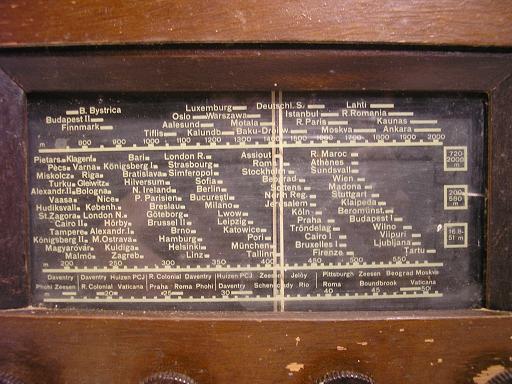 B. Bystrica Luxemburg Deutschl. S. Lahti
Budapest II Oslo Warszawa Istanbul R. Romania
Finnmark Aalesund Motala R. Paris Kaunas
Tiflis Kalundb. Baku-Droitw. Moskva Ankara
m 800 900 1000 1100 1200 1300 1400 1500 1600 1700 1800 1900 2000
Pietars. Klagenf. Bari London R. Assiout R. Maroc 720
Pécs Varna Königsberg I Strasbourg Roma Athènes 2000
Miskolcz Riga Bratislava Simferopol Stockholm Sundsvall m
Turku Gleiwitz Hilversum Sofia Wien
Alexandr. II Bologna N. Ireland Berlin Sottens Madona
Vaasa Nice P. Parisien Bucuresti North Reg. Stuttgart 200
Hudiksvall Københ. Breslau Milano Klaipeda 580
St. Zagora London N. Göteborg Lwow Köln Beromünst. m
Cairo II Hörby Brussel II Leipzig Praha Budapest I
Tampere Alexandr. I Brno Katowice Tröndelag Wilno
Königsberg II M. Ostrava Hamburg Pori Cairo I Viipuri 16.8
Magyaróvár Kuldiga Helsinki München Bruxelles I Ljubljana 51 m
Malmö Zagreb Linz Tallin Firenze Tartu
m 200 250 300 350 400 450 500 550
Daventry Daventry Huizen PCJ R. Colonial Daventry Huizen PCJ Zeesen Jelöy Pittsburgh Zeesen Beograd Moskva
Phohi Zeesen R. Colonial Vaticana Praha Roma Phohi Daventry Schenectady Rio Roma Boundbrook Vaticana
20 25 30 40 45 50